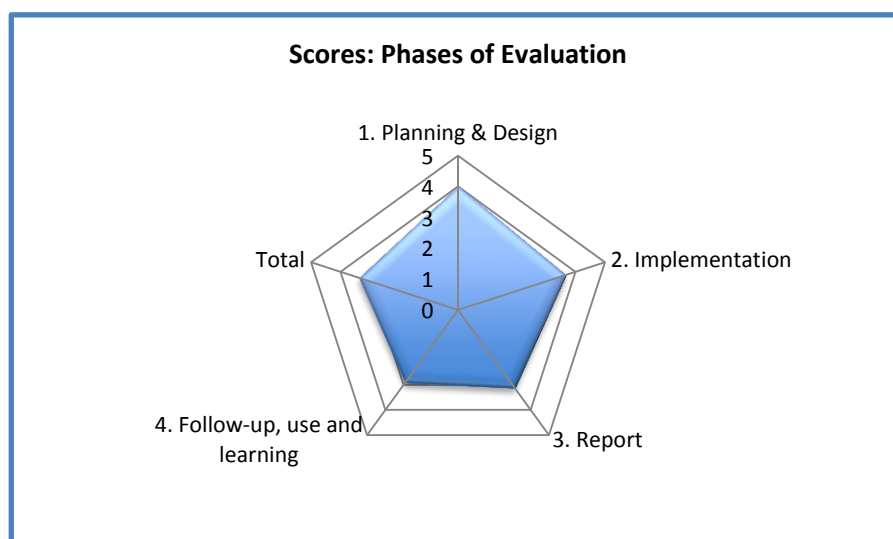 Scores: Phases of Evaluation
1. Planning & Design
5
4
3
2
1
0
Total
2. Implementation
4. Follow-up, use and
learning
3. Report